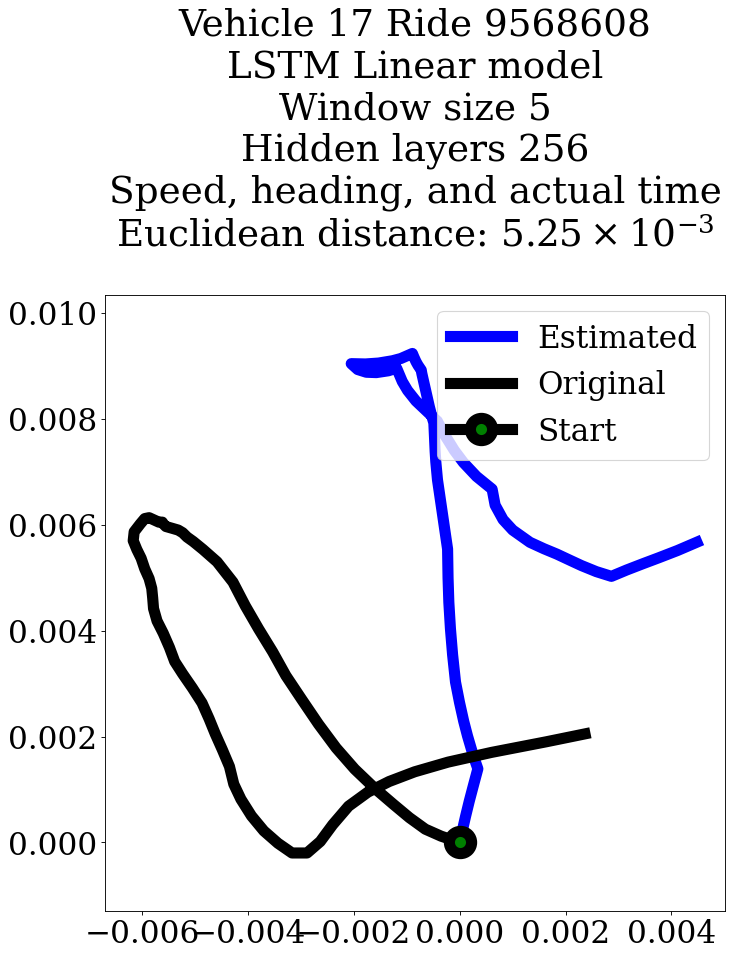 Vehicle 17 Ride 9568608
LSTM Linear model
Window size 5
Hidden layers 256
Speed, heading, and actual time
Euclidean distance: 5.25 × 10⁻³
0.010
0.008
0.006
0.004
0.002
0.000
Estimated
Original
Start
−0.006 −0.004 −0.002 0.000 0.002 0.004